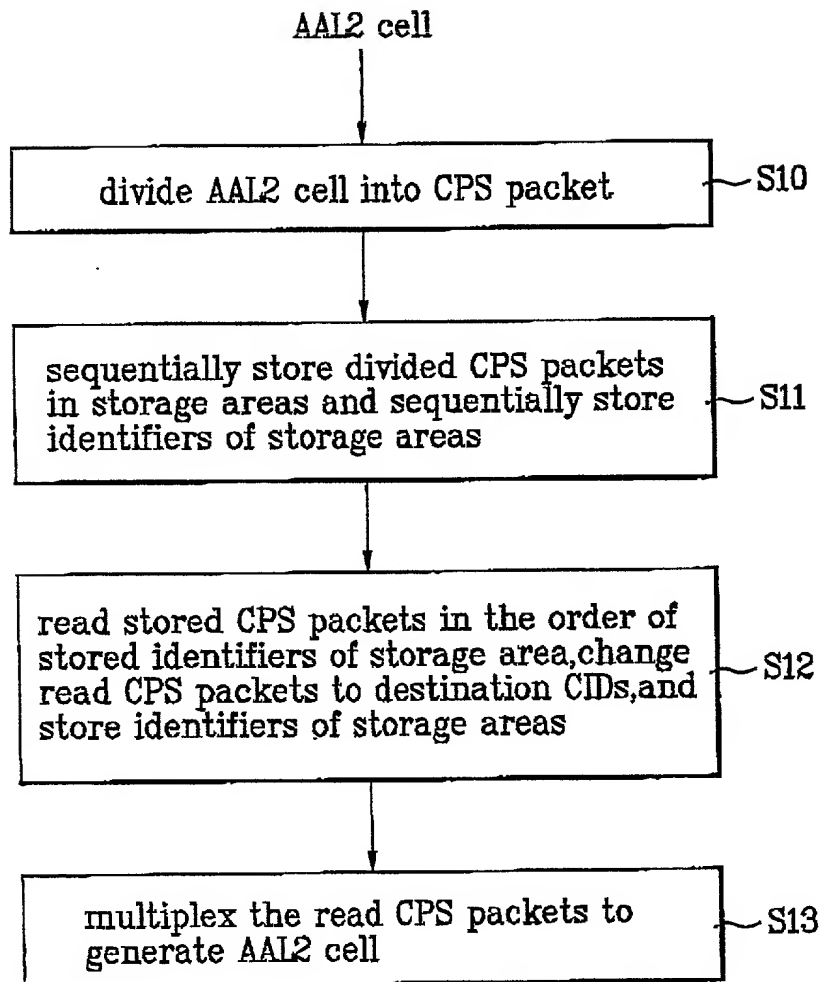 AAL2 cell
divide AAL2 cell into CPS packet
S10
sequentially store divided CPS packets
in storage areas and sequentially store
identifiers of storage areas
S11
read stored CPS packets in the order of
stored identifiers of storage area,change
read CPS packets to destination CIDs,and
store identifiers of storage areas
S12
multiplex the read CPS packets to
generate AAL2 cell
S13